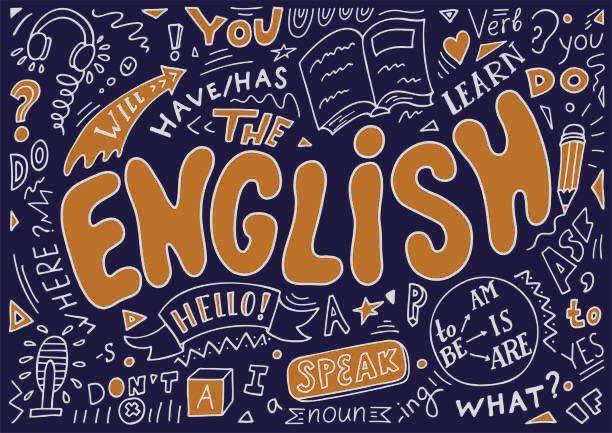 YOU
Verb
?
you
!
WILL
HAVE/HAS
LEARN
DO
?
THE
DO
ENGLiSH
WHERE?
ASK
HELLO!
A
P
to BE
AM
IS
ARE
to
YES
-s
DON'T
A
I
SPEAK
a
noun
-ing
WHAT?
IF